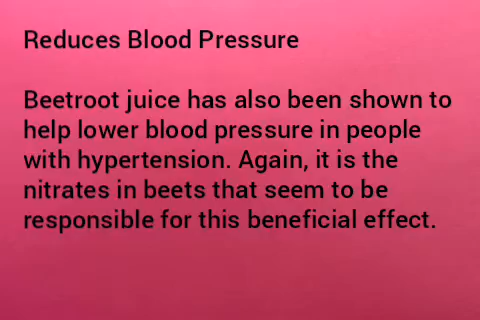 Reduces Blood Pressure
Beetroot juice has also been shown to
help lower blood pressure in people
with hypertension. Again, it is the
nitrates in beets that seem to be
responsible for this beneficial effect.